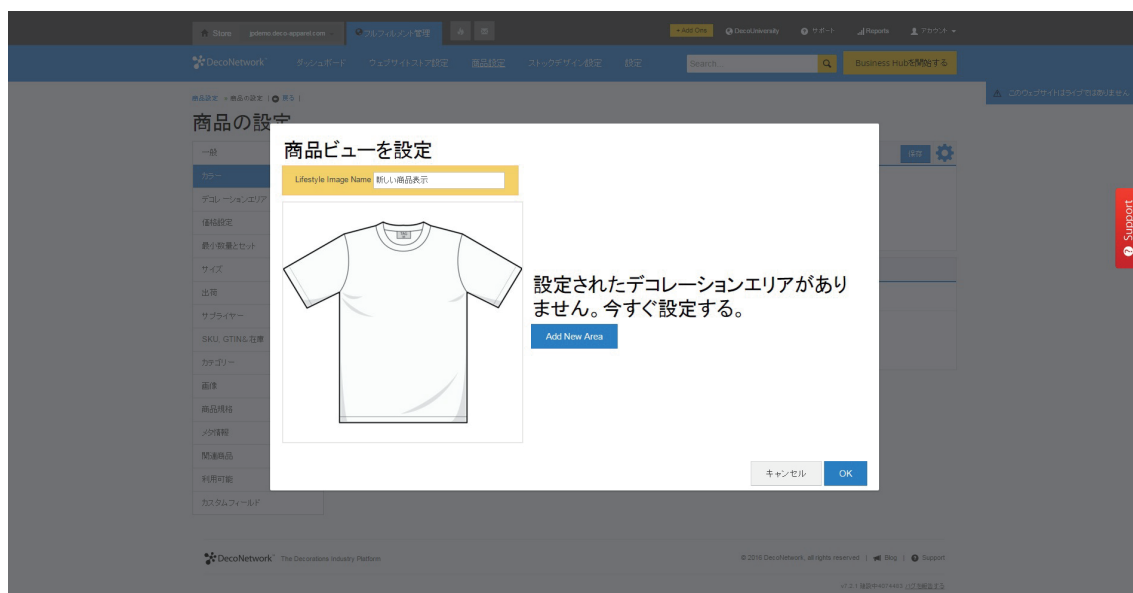 Store
フルフィルメント管理
+ Add Ons
DecoUniversity
サポート
Reports
アカウント
DecoNetwork
ダッシュボード
ウェブサイトストア設定
商品設定
ストックデザイン設定
設定
Search ...
Business Hubを開始する
このウェブサイトはライブではありません
商品設定 > 商品の設定 | 戻る |
商品の設定
保存
商品ビューを設定
Lifestyle Image Name 新しい商品表示
設定されたデコレーションエリアがあり
ません。今すぐ設定する。
Add New Area
キャンセル
OK
一般
カラー
デコレーションエリア
価格設定
最小数量とセット
サイズ
出荷
サプライヤー
SKU, GTIN& 在庫
カテゴリー
画像
商品規格
メタ情報
関連商品
利用可能
カスタムフィールド
Support
DecoNetwork The Decorations Industry Platform
© 2016 DecoNetwork, all rights reserved | Blog | Support